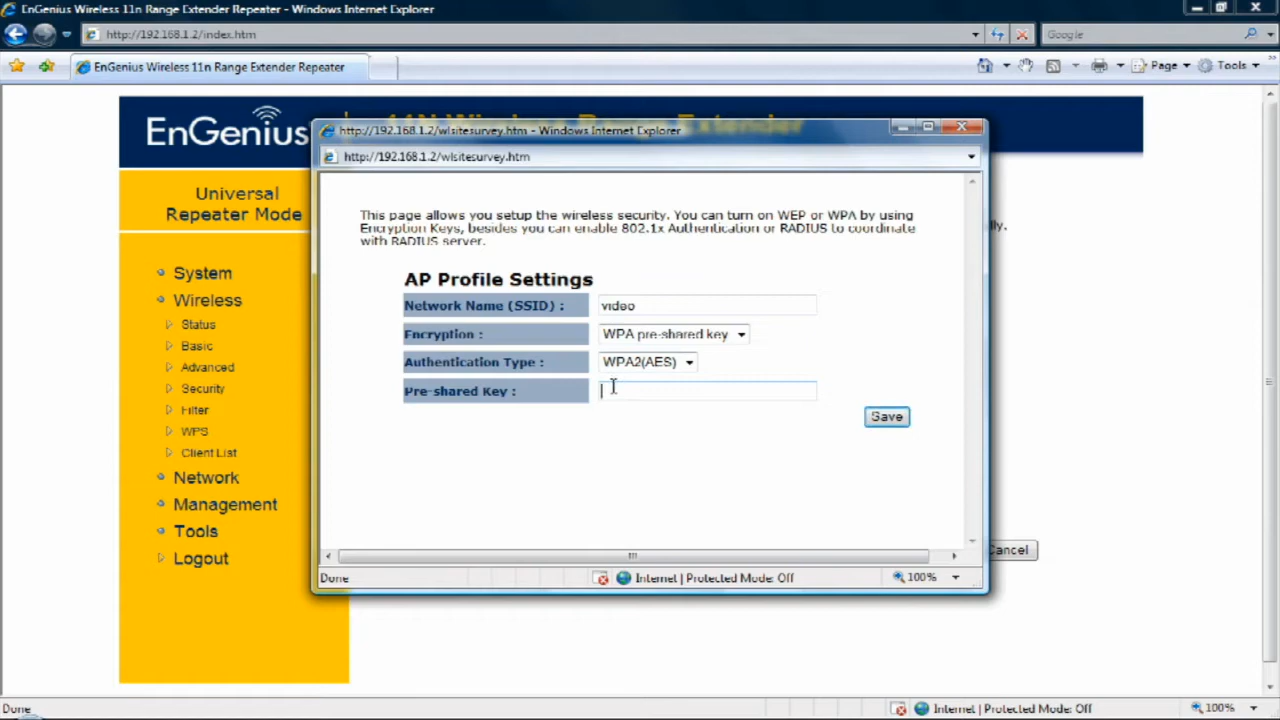 EnGenius Wireless 11n Range Extender Repeater - Windows Internet Explorer
http://192.168.1.2/index.htm
Google
EnGenius Wireless 11n Range Extender Repeater
Page
Tools
EnGenius
11N Wireless Range Extender
Universal
Repeater Mode
System
Wireless
Status
Basic
Advanced
Security
Filter
WPS
Client List
Network
Management
Tools
Logout
http://192.168.1.2/wlsitesurvey.htm - Windows Internet Explorer
http://192.168.1.2/wlsitesurvey.htm
This page allows you setup the wireless security. You can turn on WEP or WPA by using
Encryption Keys, besides you can enable 802.1x Authentication or RADIUS to coordinate
with RADIUS server.
AP Profile Settings
Network Name (SSID) : video
Encryption : WPA pre-shared key
Authentication Type : WPA2(AES)
Pre-shared Key :
Save
Done
Internet | Protected Mode: Off
100%
Done
Internet | Protected Mode: Off
100%